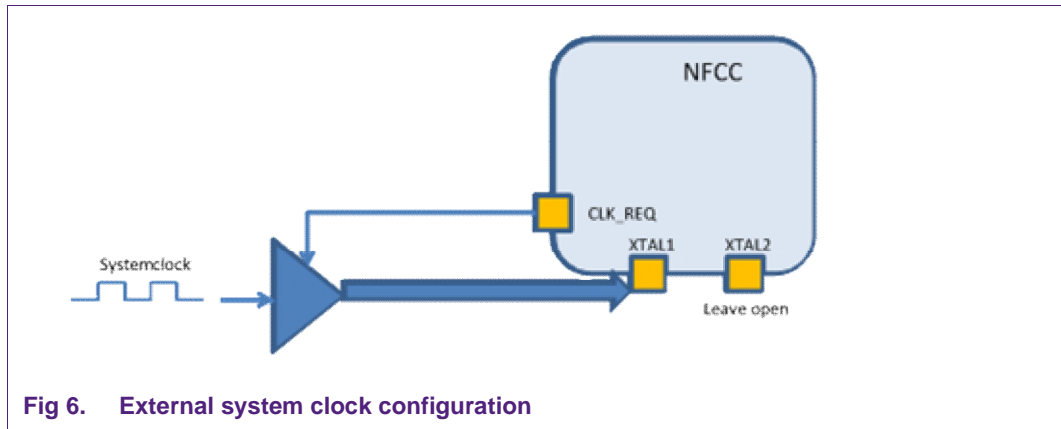 NFCC
CLK_REQ
XTAL1
XTAL2
Systemclock
Leave open
Fig 6. External system clock configuration